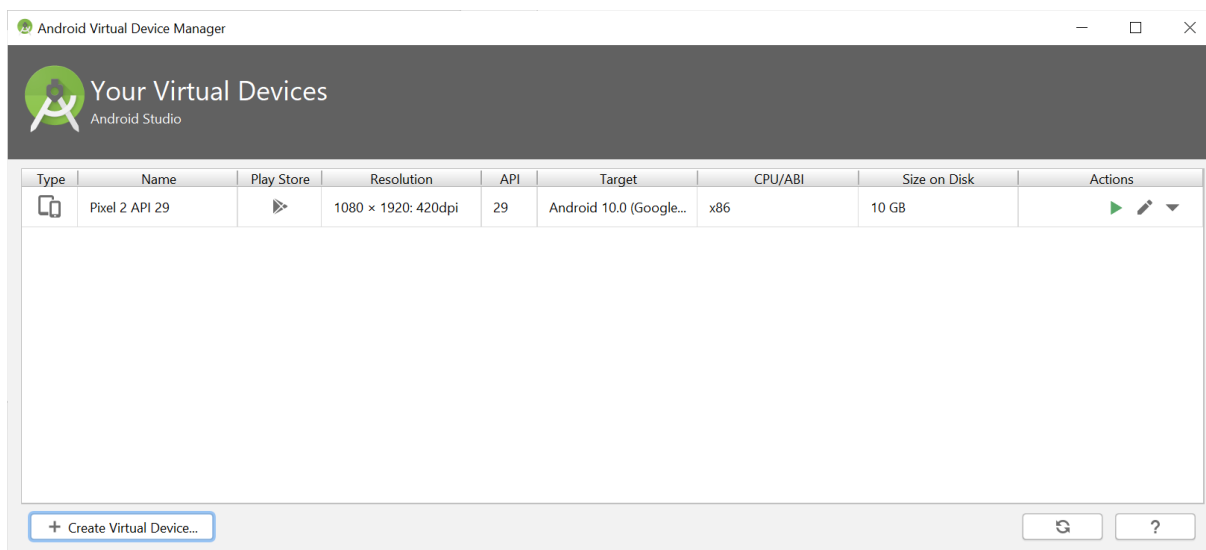 Android Virtual Device Manager
Your Virtual Devices
Android Studio
Type Name Play Store Resolution API Target CPU/ABI Size on Disk Actions
Pixel 2 API 29 1080 × 1920: 420dpi 29 Android 10.0 (Google... x86 10 GB
+ Create Virtual Device... ?